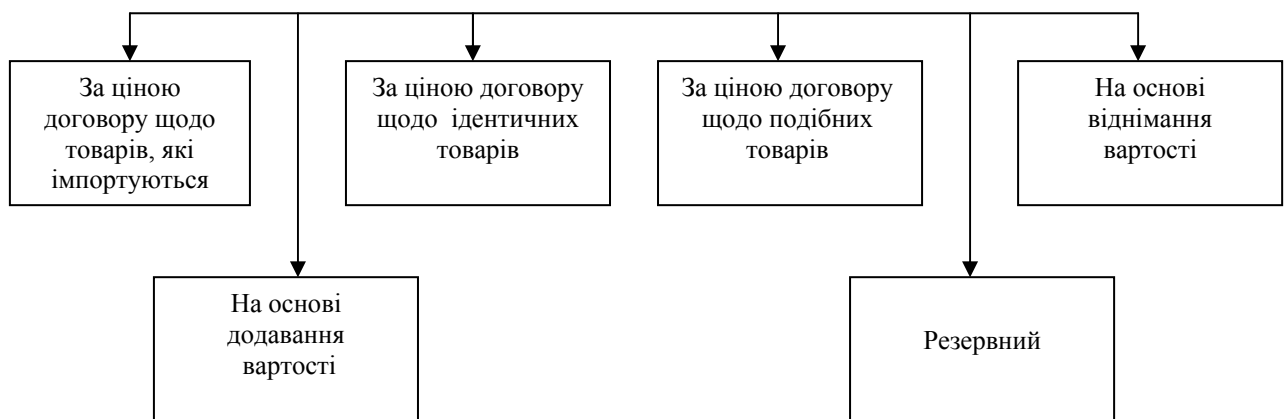 За ціною
договору щодо
товарів, які
імпортуються
За ціною договору
щодо ідентичних
товарів
За ціною договору
щодо подібних
товарів
На основі
віднімання
вартості
На основі
додавання
вартості
Резервний